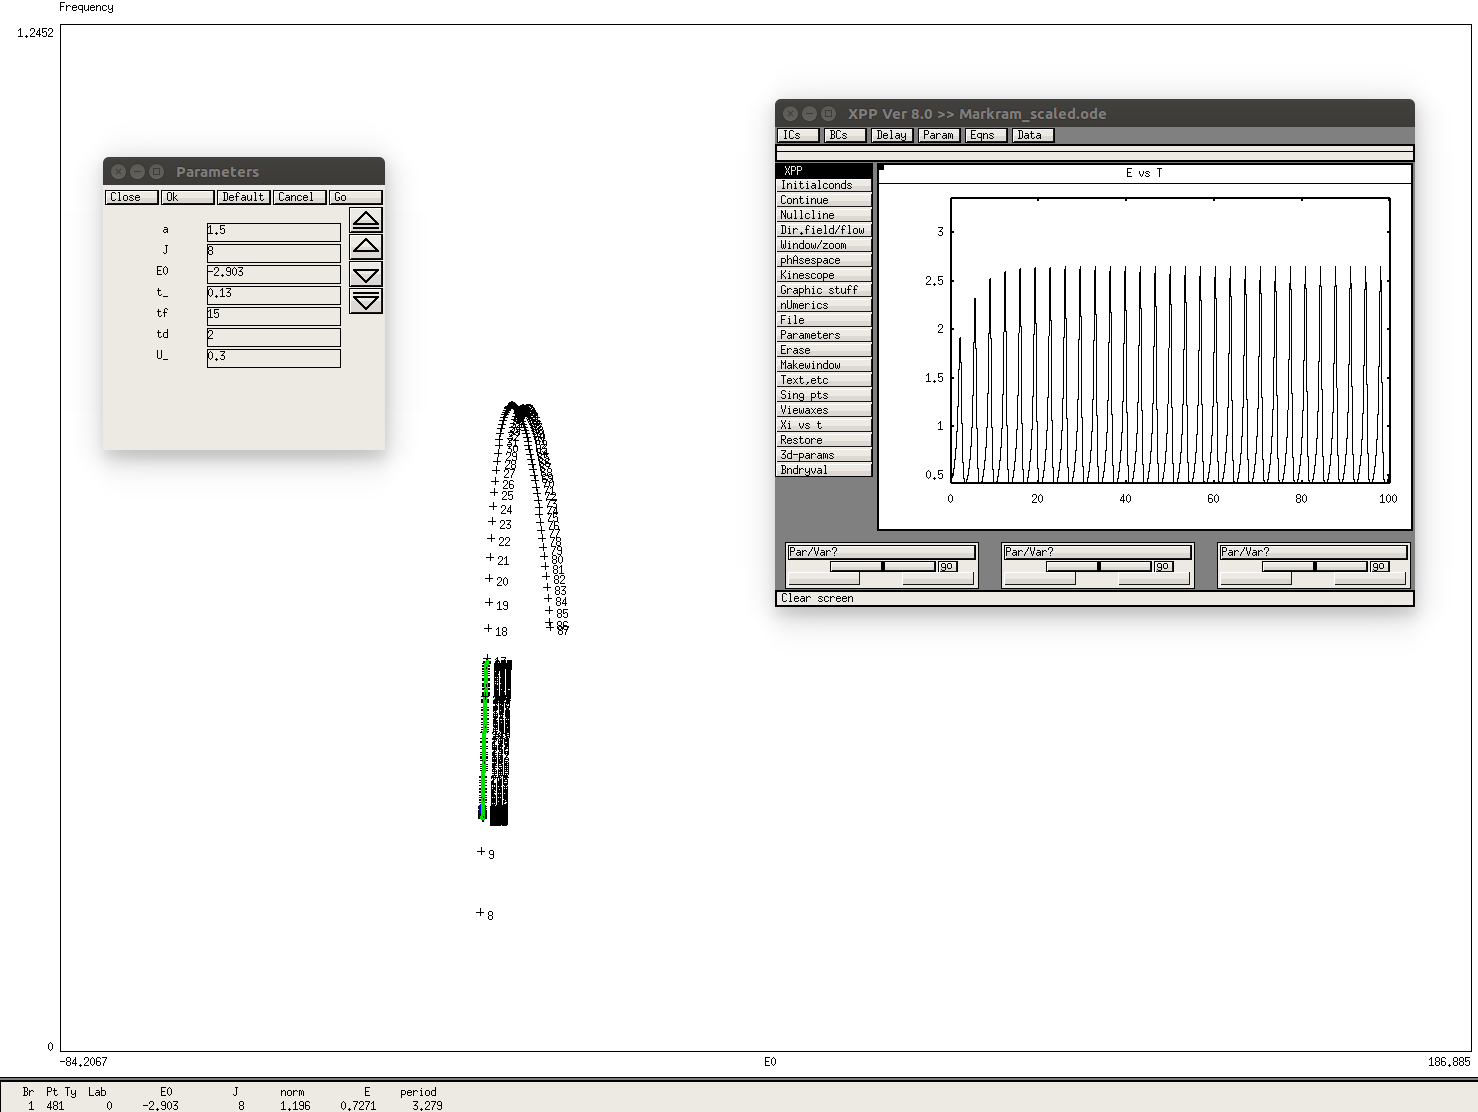 Frequency
1.2452
Parameters
Close Ok Default Cancel Go
a 1.5
J 8
E0 -2.903
t_ 0.13
tf 15
td 2
U_ 0.3
XPP Ver 8.0 >> Markram_scaled.ode
ICs BCs Delay Param Eqns Data
XPP
Initialconds
Continue
Nullcline
Dir.field/flow
Window/zoom
phAsespace
Kinescope
Graphic stuff
nUmerics
File
Parameters
Erase
Makewindow
Text,etc
Sing pts
Viewaxes
Xi vs t
Restore
3d-params
Bndryval
E vs T
3
2.5
2
1.5
1
0.5
0 20 40 60 80 100
Par/Var? Par/Var? Par/Var?
go go go
Clear screen
31
30
29
28
27
26
25
24
23
22
21
20
19
18
17
9
8
70
71
72
73
74
75
76
77
78
79
80
81
82
83
84
85
86
87
0
-84.2067 E0 186.885
Br Pt Ty Lab E0 J norm E period
1 481 0 -2.903 8 1.196 0.7271 3.279